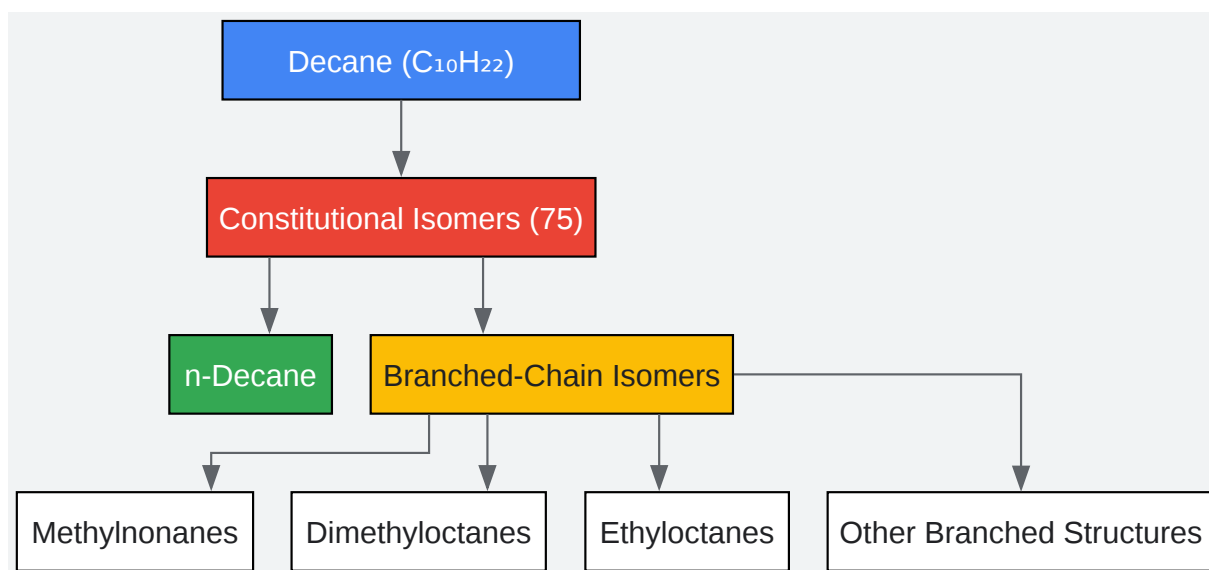 Decane (C₁₀H₂₂)
Constitutional Isomers (75)
n-Decane
Branched-Chain Isomers
Methylnonanes
Dimethyloctanes
Ethyloctanes
Other Branched Structures